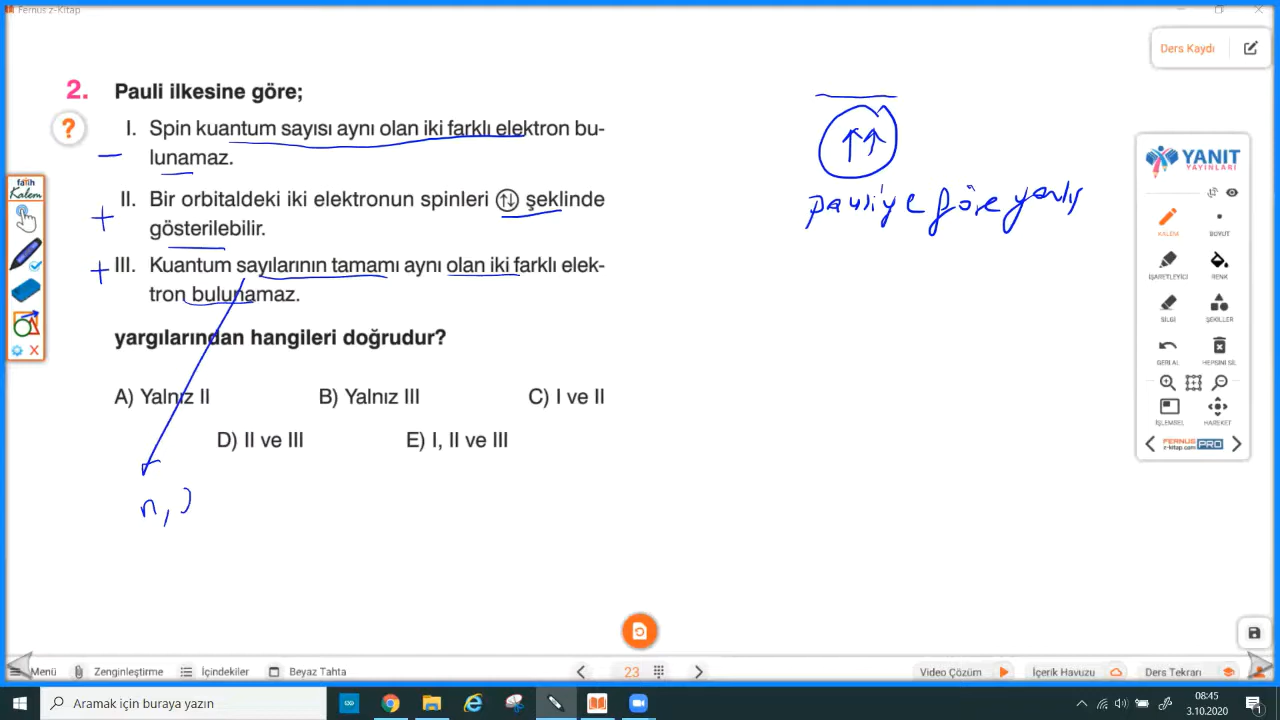 Fernus z-Kitap
Ders Kaydı
2. Pauli ilkesine göre;
?
I. Spin kuantum sayısı aynı olan iki farklı elektron bu-
lunamaz.
II. Bir orbitaldeki iki elektronun spinleri ↑↓ şeklinde
gösterilebilir.
III. Kuantum sayılarının tamamı aynı olan iki farklı elek-
tron bulunamaz.
yargılarından hangileri doğrudur?
A) Yalnız II
B) Yalnız III
C) I ve II
D) II ve III
E) I, II ve III
−
+
+
n,
↑↑
pauliye göre yanlış
fatih
Kalem
YANIT
YAYINLARI
KALEM
BOYUT
İŞARETLEYİCİ
RENK
SİLGİ
ŞEKİLLER
GERİ AL
HEPSİNİ SİL
İŞLEMSEL
HAREKET
FERNUS
z-kitap.com PRO
Menü
Zenginleştirme
İçindekiler
Beyaz Tahta
23
Video Çözüm
İçerik Havuzu
Ders Tekrarı
Aramak için buraya yazın
08:45
3.10.2020
1